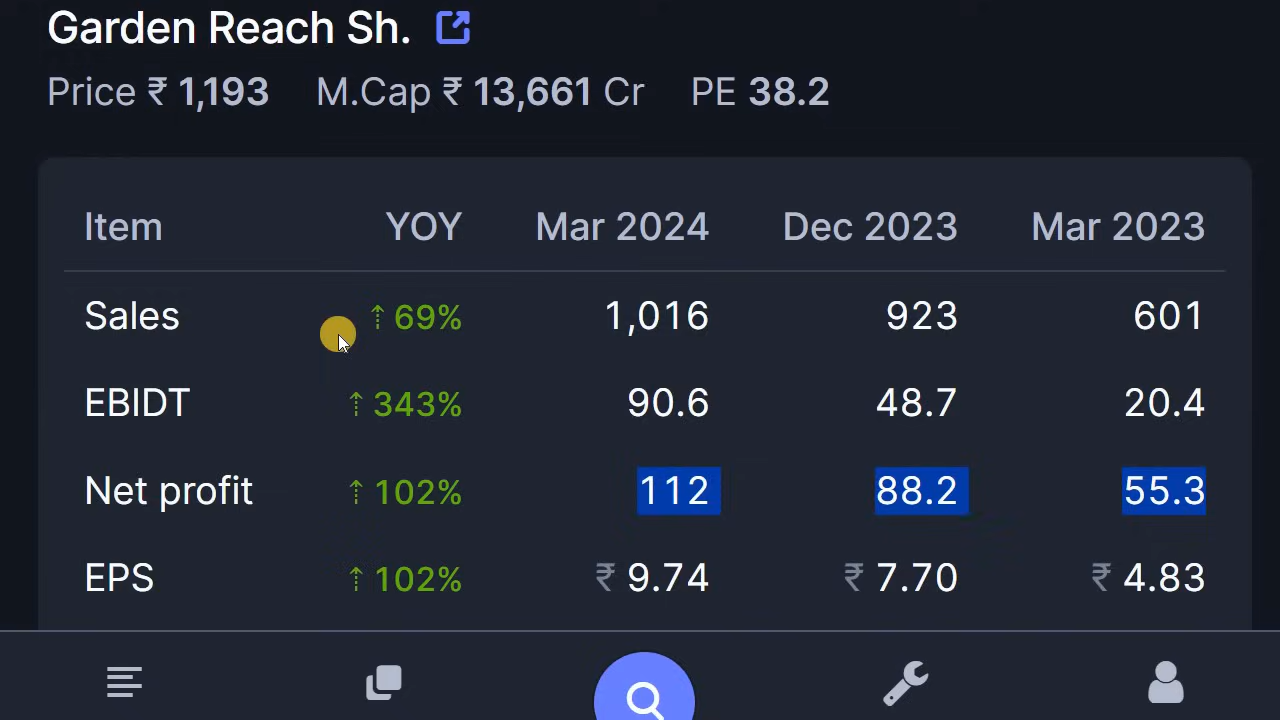 Garden Reach Sh.
Price ₹ 1,193 M.Cap ₹ 13,661 Cr PE 38.2
Item YOY Mar 2024 Dec 2023 Mar 2023
Sales ⇡ 69% 1,016 923 601
EBIDT ⇡ 343% 90.6 48.7 20.4
Net profit ⇡ 102% 112 88.2 55.3
EPS ⇡ 102% ₹ 9.74 ₹ 7.70 ₹ 4.83